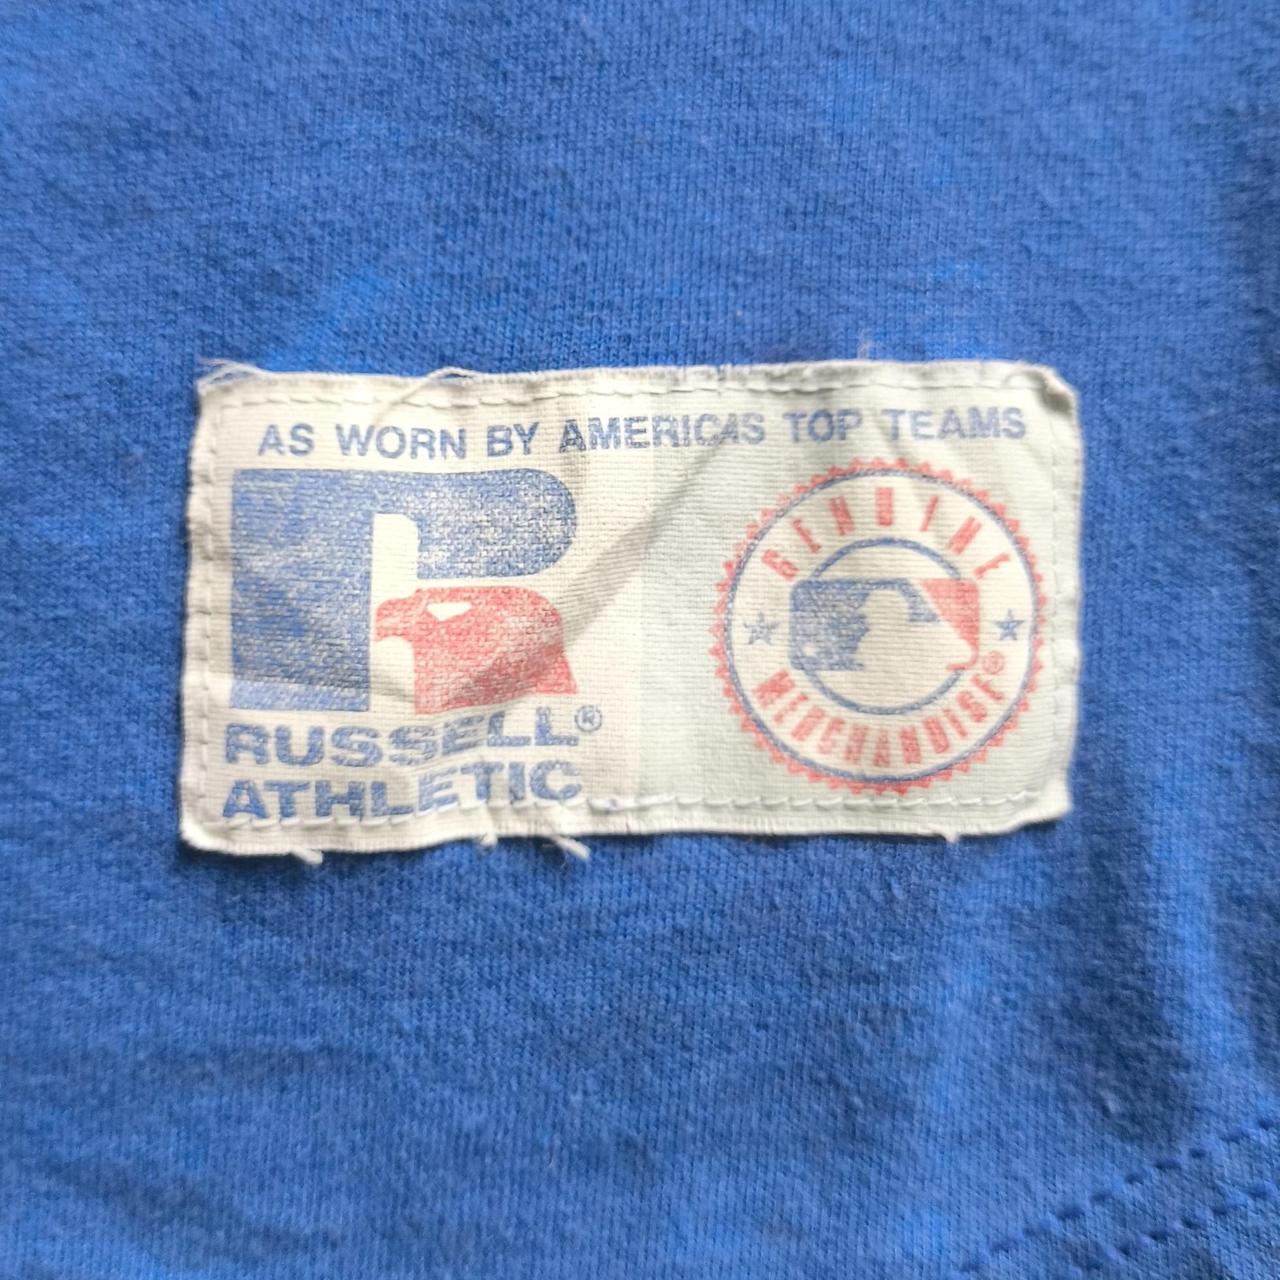 AS WORN BY AMERICAS TOP TEAMS
GENUINE
MERCHANDISE®
RUSSELL®
ATHLETIC